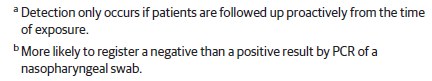 a Detection only occurs if patients are followed up proactively from the time
of exposure.
b More likely to register a negative than a positive result by PCR of a
nasopharyngeal swab.